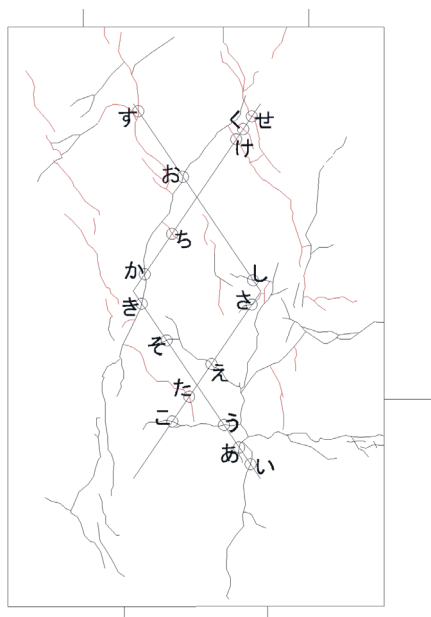 す
く
せ
け
お
ち
か
し
き
さ
そ
え
た
こ
う
あ
い